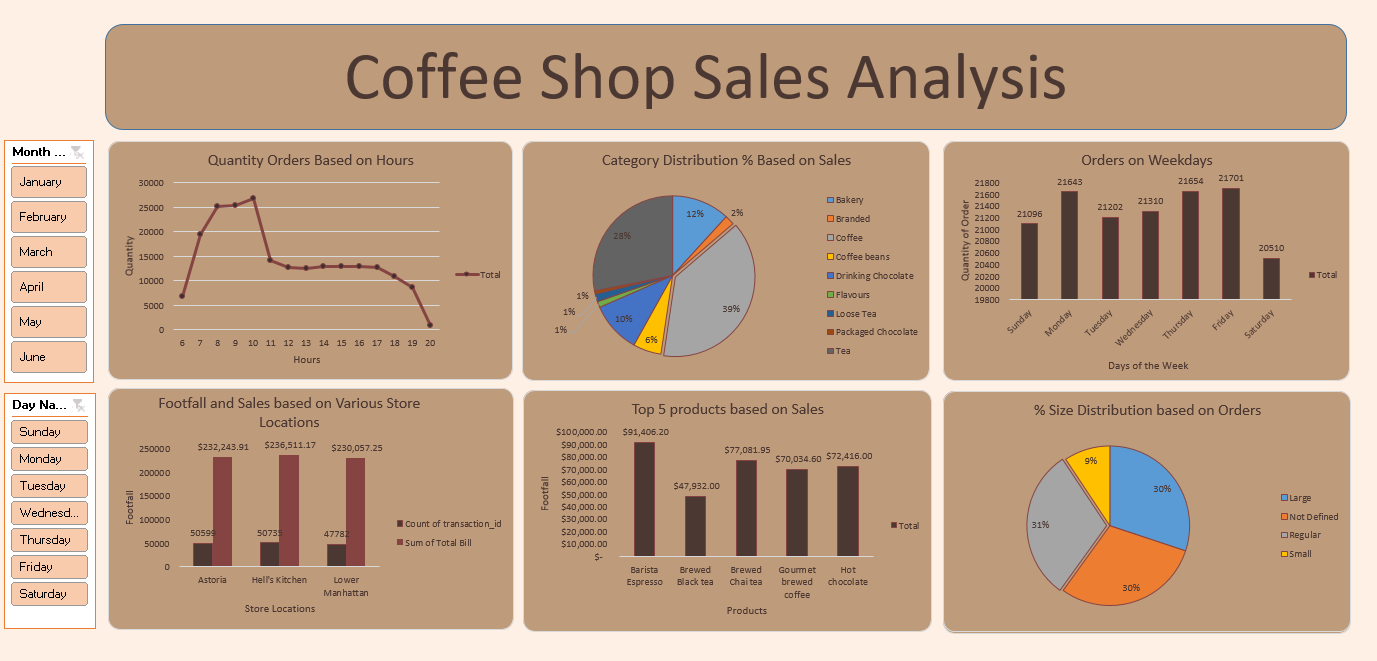 Coffee Shop Sales Analysis
Month ...
January
February
March
April
May
June
Day Na...
Sunday
Monday
Tuesday
Wednesd...
Thursday
Friday
Saturday
Quantity Orders Based on Hours
30000
25000
20000
15000
10000
5000
0
Quantity
6 7 8 9 10 11 12 13 14 15 16 17 18 19 20
Hours
Total
Category Distribution % Based on Sales
12%
2%
39%
6%
10%
1%
1%
1%
28%
Bakery
Branded
Coffee
Coffee beans
Drinking Chocolate
Flavours
Loose Tea
Packaged Chocolate
Tea
Orders on Weekdays
21800
21600
21400
21200
21000
20800
20600
20400
20200
20000
19800
Quantity of Order
21096
21643
21202
21310
21654
21701
20510
Sunday
Monday
Tuesday
Wednesday
Thursday
Friday
Saturday
Days of the Week
Total
Footfall and Sales based on Various Store
Locations
250000
200000
150000
100000
50000
0
Footfall
$232,243.91
$236,511.17
$230,057.25
50599
50735
47782
Astoria
Hell's Kitchen
Lower
Manhattan
Store Locations
Count of transaction_id
Sum of Total Bill
Top 5 products based on Sales
$100,000.00
$90,000.00
$80,000.00
$70,000.00
$60,000.00
$50,000.00
$40,000.00
$30,000.00
$20,000.00
$10,000.00
$-
Footfall
$91,406.20
$47,932.00
$77,081.95
$70,034.60
$72,416.00
Barista
Espresso
Brewed
Black tea
Brewed
Chai tea
Gourmet
brewed
coffee
Hot
chocolate
Products
Total
% Size Distribution based on Orders
30%
30%
31%
9%
Large
Not Defined
Regular
Small